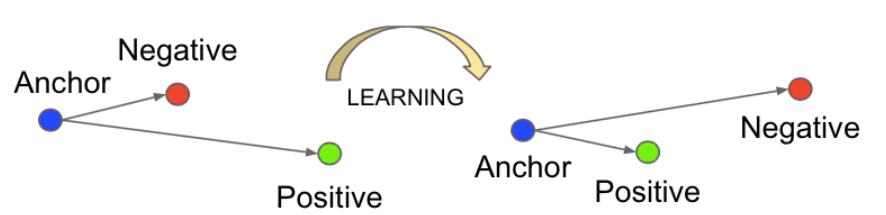 Negative
Anchor
Positive
LEARNING
Negative
Anchor
Positive